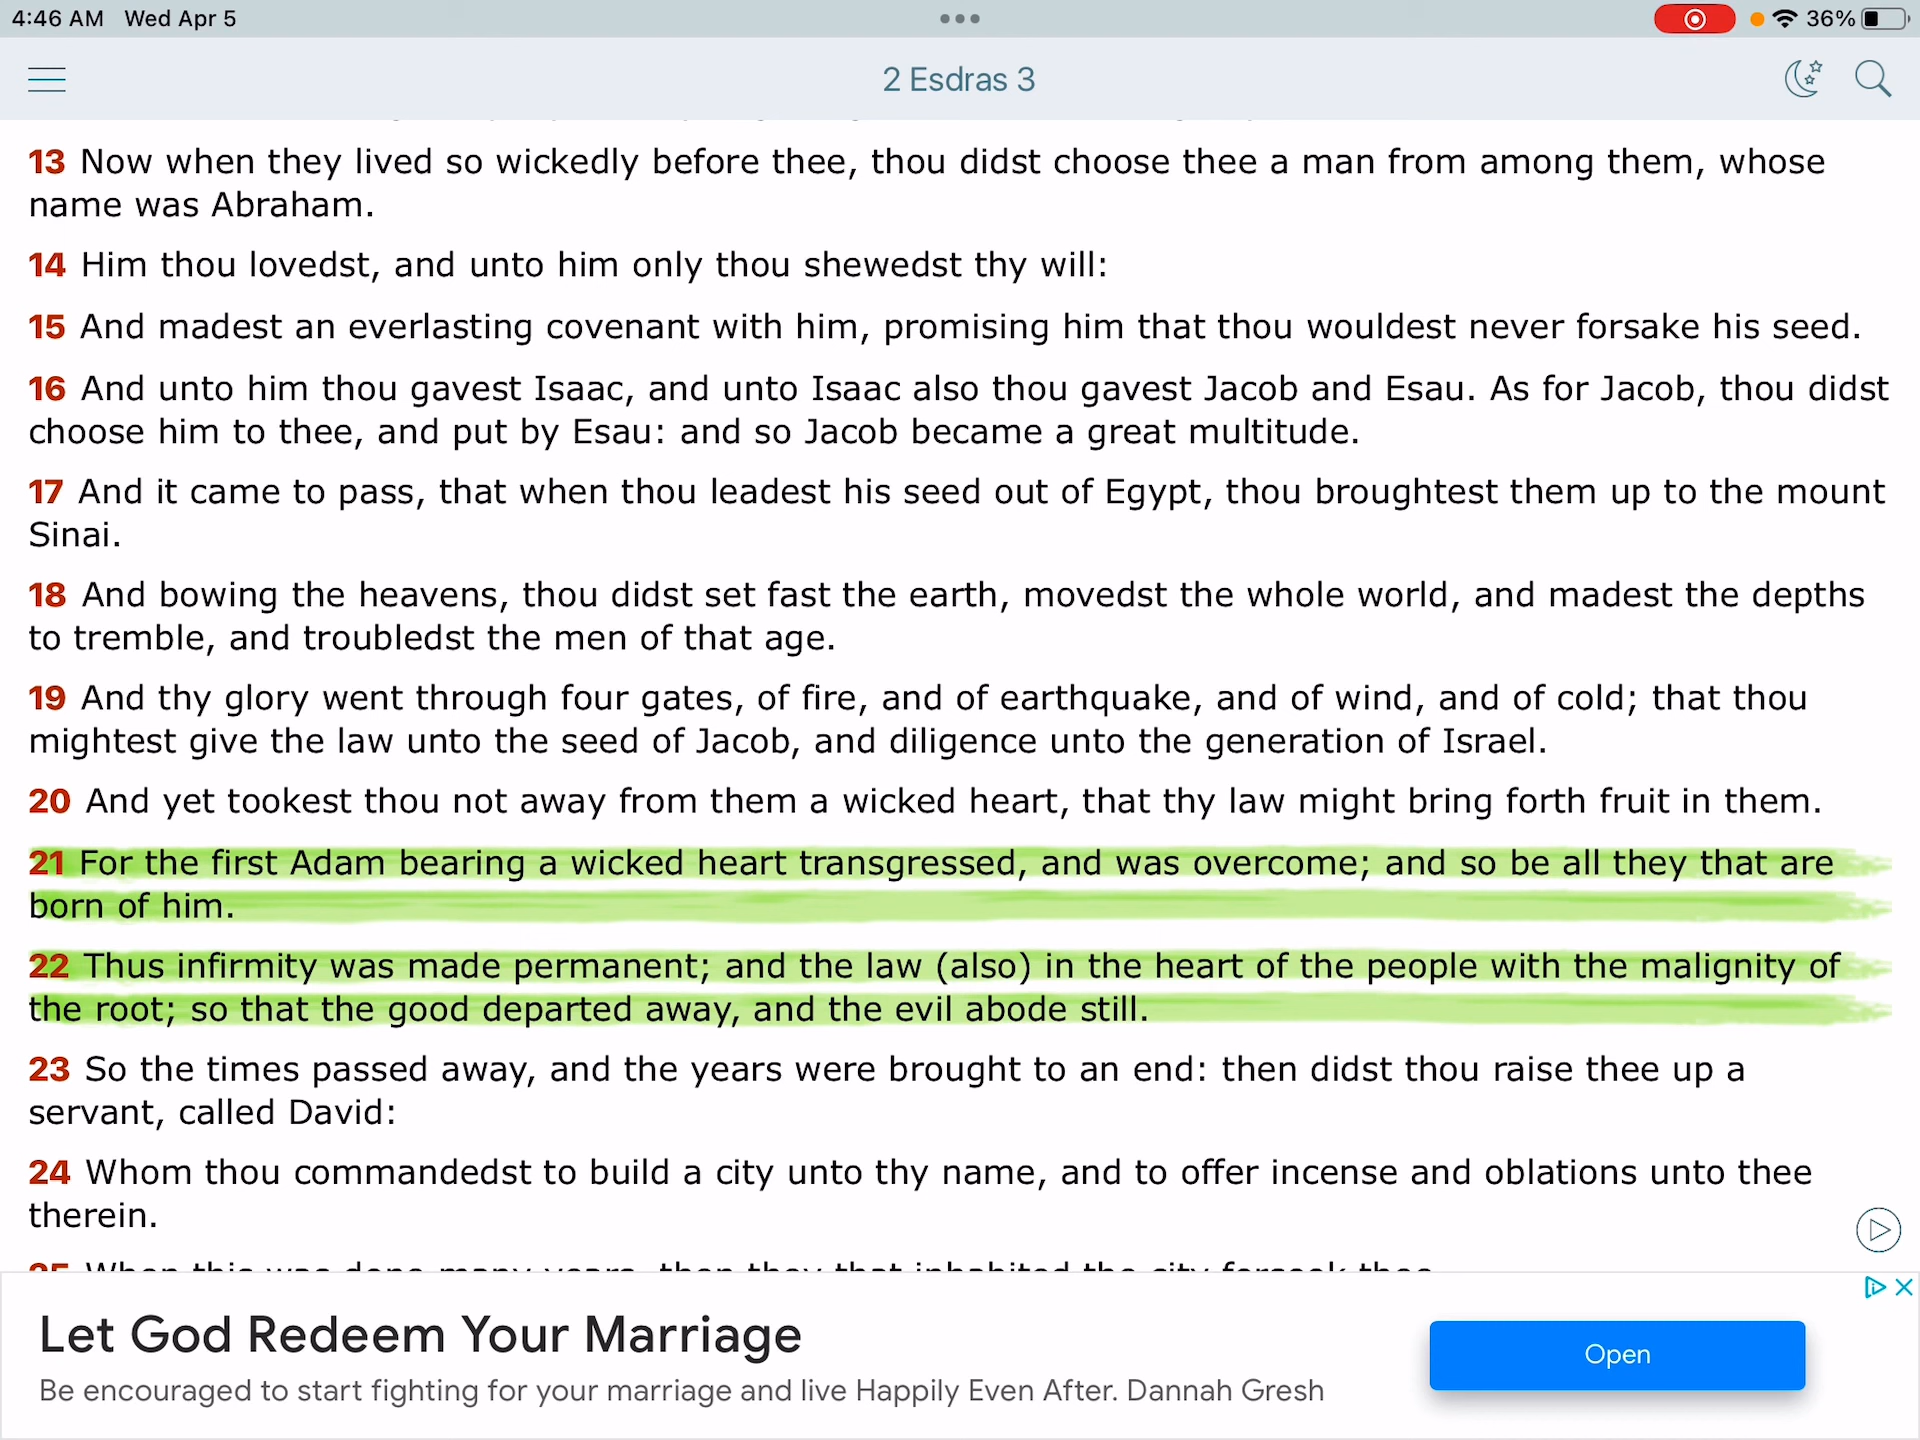 4:46 AM Wed Apr 5
36%
2 Esdras 3
13 Now when they lived so wickedly before thee, thou didst choose thee a man from among them, whose
name was Abraham.
14 Him thou lovedst, and unto him only thou shewedst thy will:
15 And madest an everlasting covenant with him, promising him that thou wouldest never forsake his seed.
16 And unto him thou gavest Isaac, and unto Isaac also thou gavest Jacob and Esau. As for Jacob, thou didst
choose him to thee, and put by Esau: and so Jacob became a great multitude.
17 And it came to pass, that when thou leadest his seed out of Egypt, thou broughtest them up to the mount
Sinai.
18 And bowing the heavens, thou didst set fast the earth, movedst the whole world, and madest the depths
to tremble, and troubledst the men of that age.
19 And thy glory went through four gates, of fire, and of earthquake, and of wind, and of cold; that thou
mightest give the law unto the seed of Jacob, and diligence unto the generation of Israel.
20 And yet tookest thou not away from them a wicked heart, that thy law might bring forth fruit in them.
21 For the first Adam bearing a wicked heart transgressed, and was overcome; and so be all they that are
born of him.
22 Thus infirmity was made permanent; and the law (also) in the heart of the people with the malignity of
the root; so that the good departed away, and the evil abode still.
23 So the times passed away, and the years were brought to an end: then didst thou raise thee up a
servant, called David:
24 Whom thou commandedst to build a city unto thy name, and to offer incense and oblations unto thee
therein.
25 When this was done many years, then they that inhabited the city forsook thee
Let God Redeem Your Marriage
Be encouraged to start fighting for your marriage and live Happily Even After. Dannah Gresh
Open